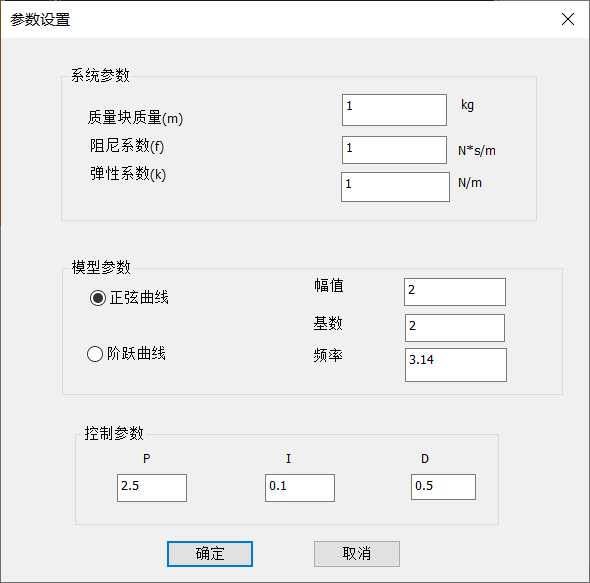 参数设置
系统参数
质量块质量(m) 1 kg
阻尼系数(f) 1 N*s/m
弹性系数(k) 1 N/m
模型参数
正弦曲线 幅值 2
基数 2
阶跃曲线 频率 3.14
控制参数
P I D
2.5 0.1 0.5
确定 取消